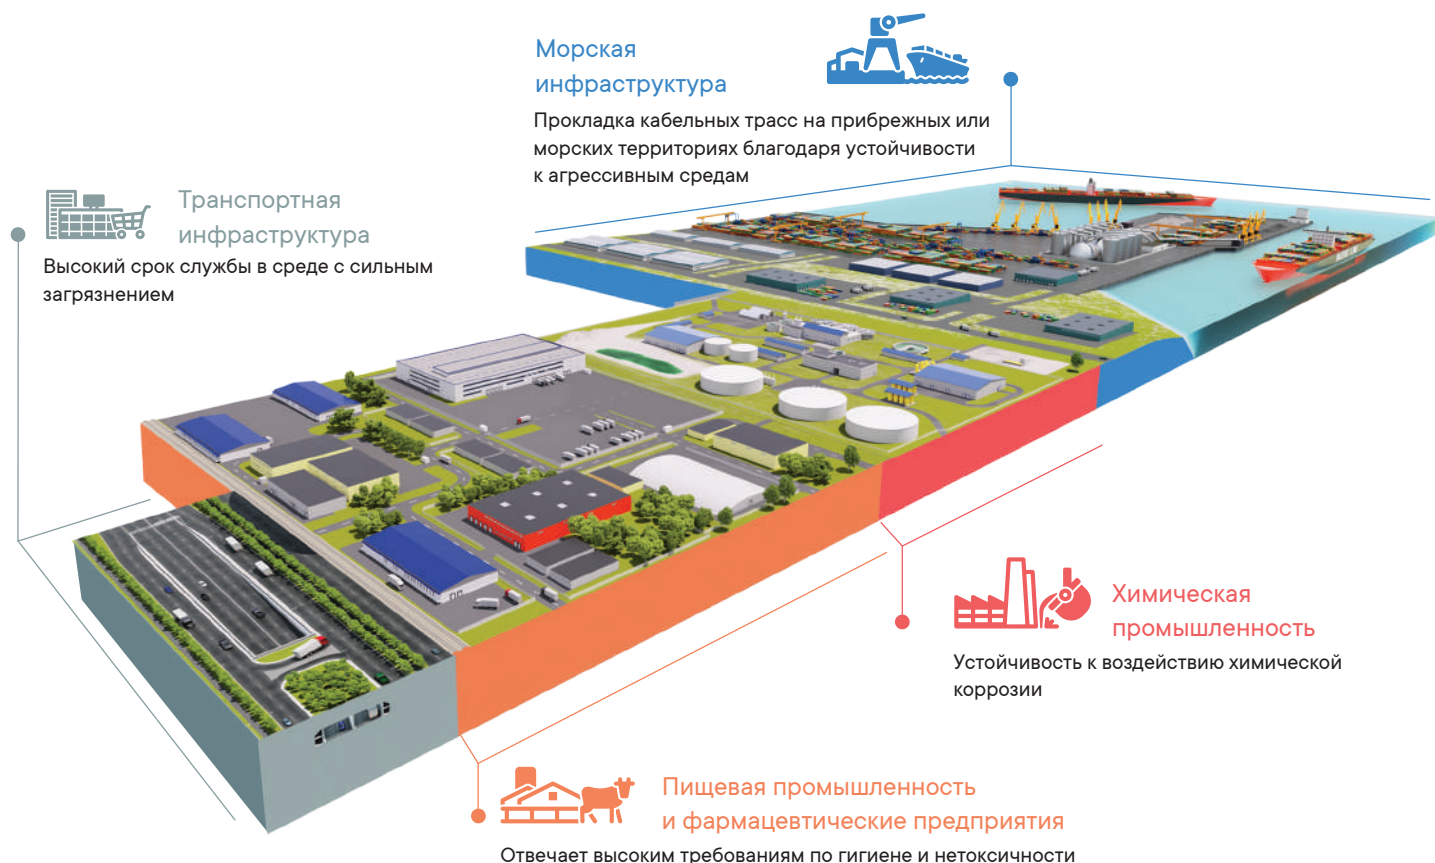 Морская
инфраструктура
Прокладка кабельных трасс на прибрежных или
морских территориях благодаря устойчивости
к агрессивным средам
Транспортная
инфраструктура
Высокий срок службы в среде с сильным
загрязнением
Химическая
промышленность
Устойчивость к воздействию химической
коррозии
Пищевая промышленность
и фармацевтические предприятия
Отвечает высоким требованиям по гигиене и нетоксичности